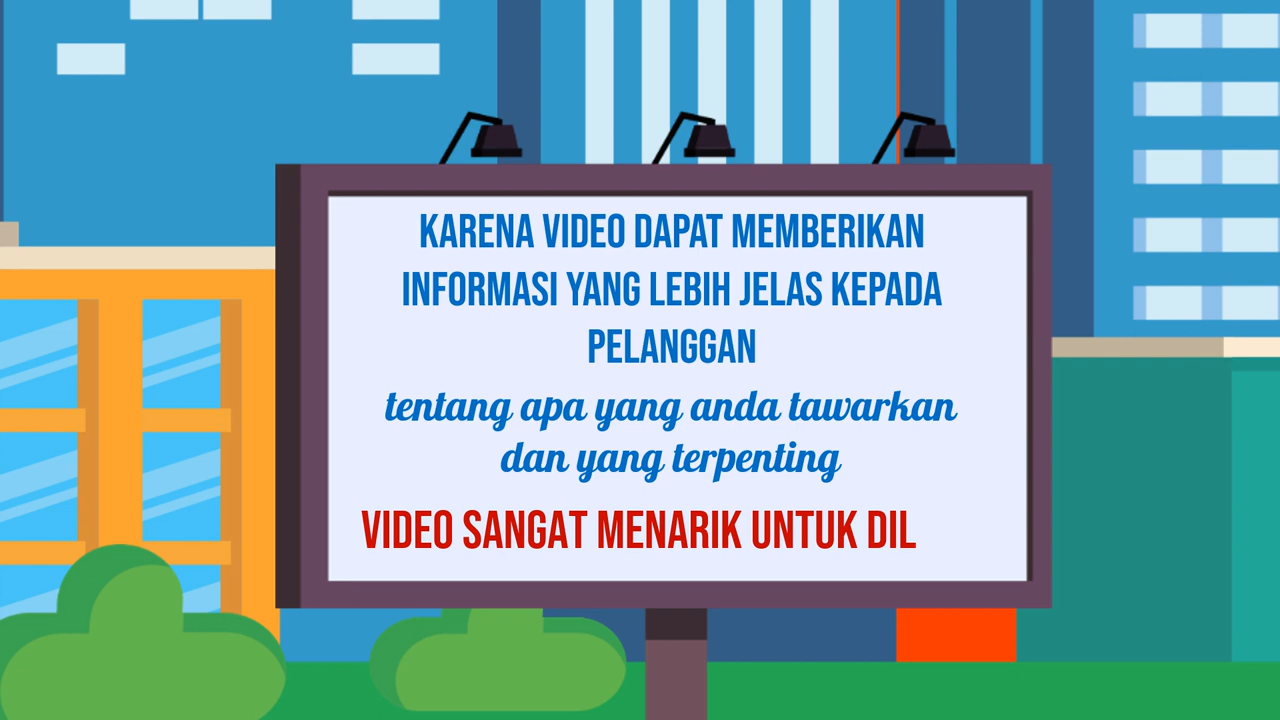 KARENA VIDEO DAPAT MEMBERIKAN
INFORMASI YANG LEBIH JELAS KEPADA
PELANGGAN
tentang apa yang anda tawarkan
dan yang terpenting
VIDEO SANGAT MENARIK UNTUK DIL